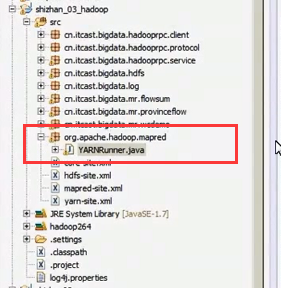 shizhan_03_hadoop
src
cn.itcast.bigdata.hadooprpc.client
cn.itcast.bigdata.hadooprpc.protocol
cn.itcast.bigdata.hadooprpc.service
cn.itcast.bigdata.hdfs
cn.itcast.bigdata.log
cn.itcast.bigdata.mr.flowsum
cn.itcast.bigdata.mr.provinceflow
cn.itcast.bigdata.mr.wcdemo
org.apache.hadoop.mapred
YARNRunner.java
core-site.xml
hdfs-site.xml
mapred-site.xml
yarn-site.xml
JRE System Library [JavaSE-1.7]
hadoop264
.settings
.classpath
.project
log4j.properties